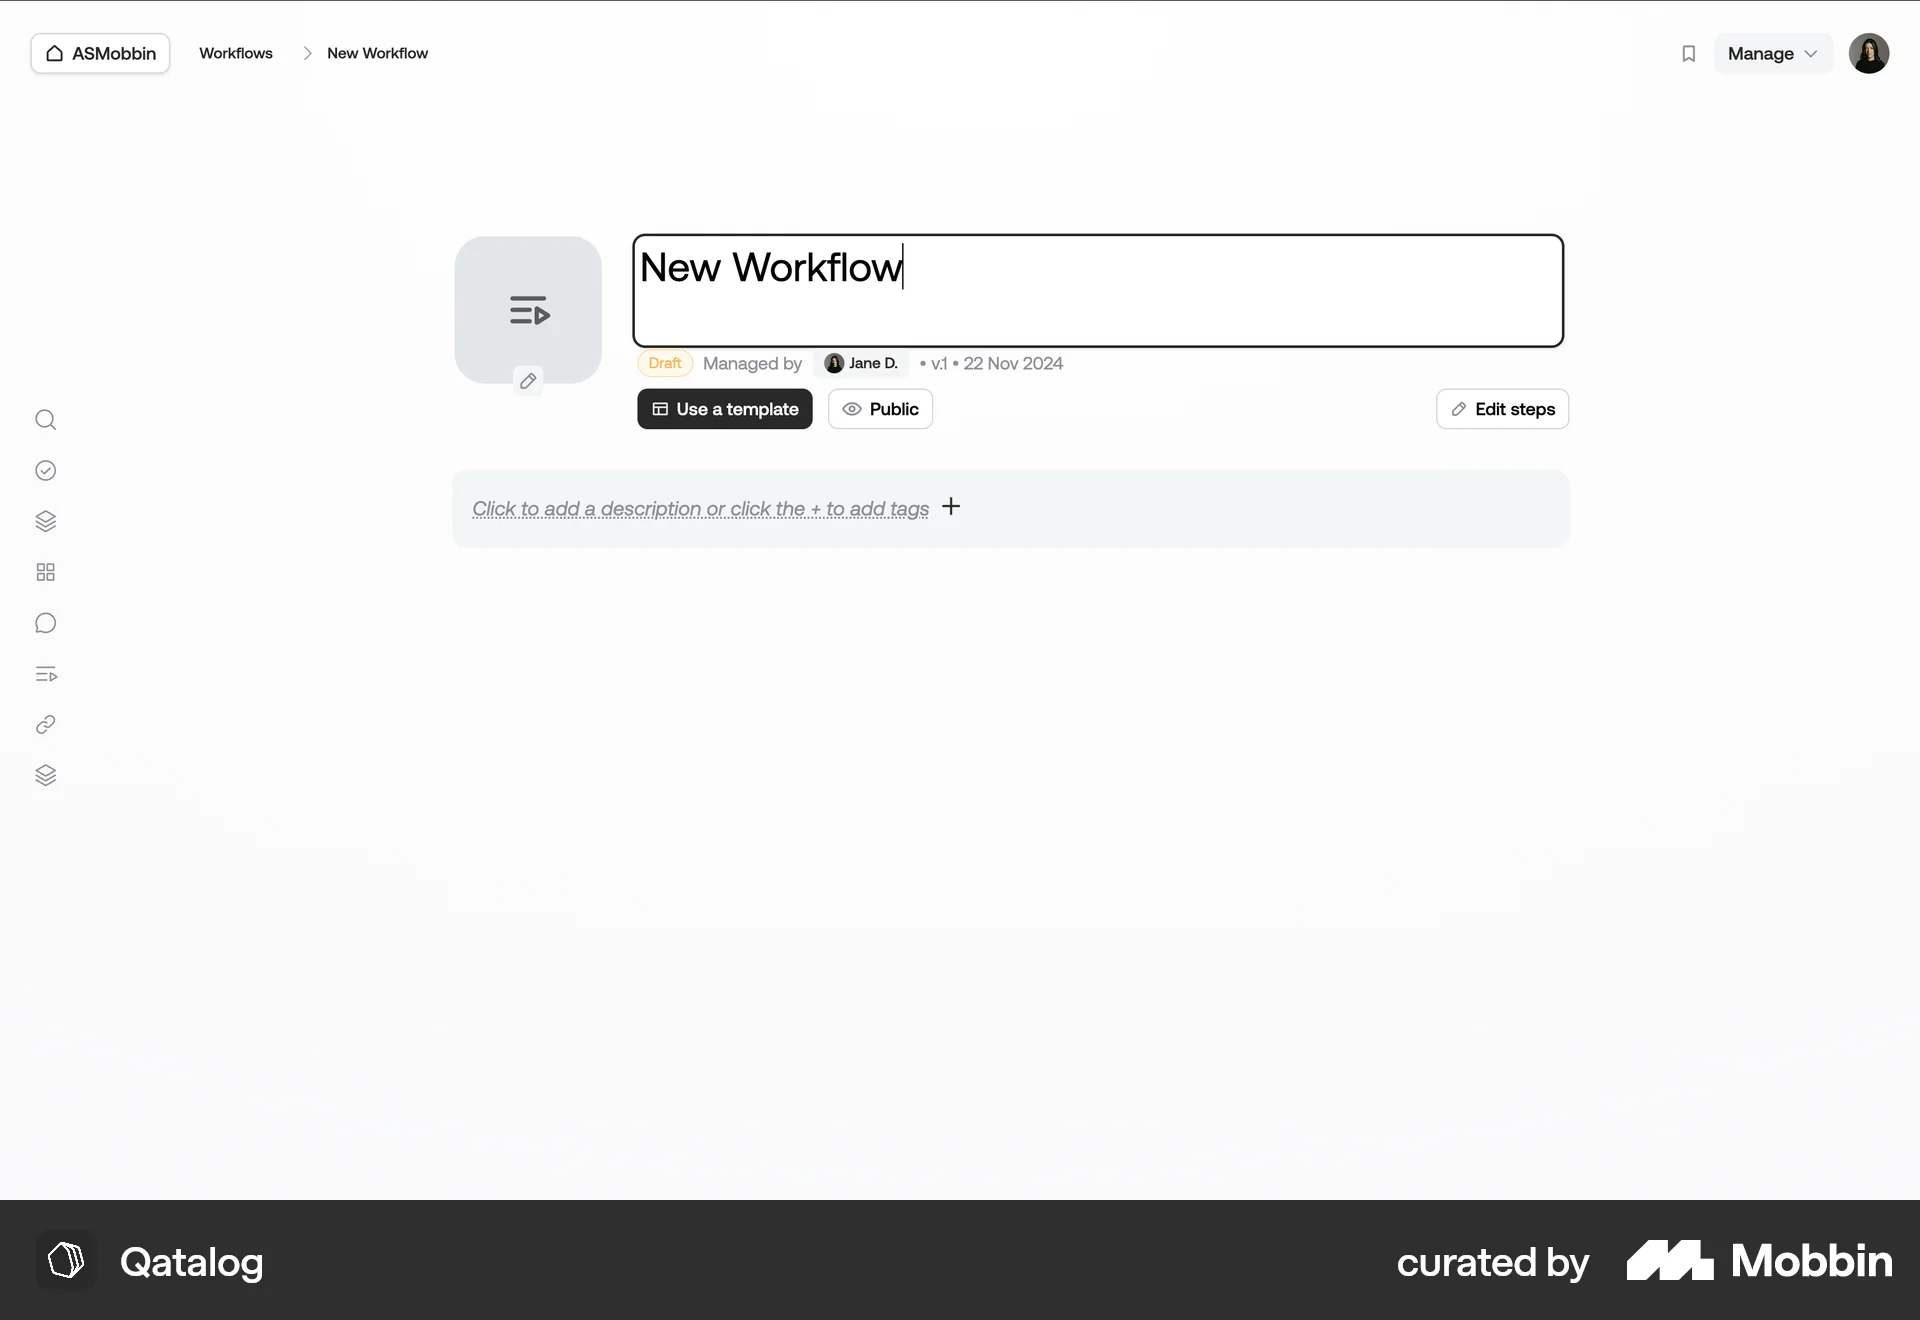 ASMobbin
Workflows
New Workflow
Manage
New Workflow
Draft Managed by Jane D. • v.1 • 22 Nov 2024
Use a template
Public
Edit steps
Click to add a description or click the + to add tags
Qatalog
curated by Mobbin